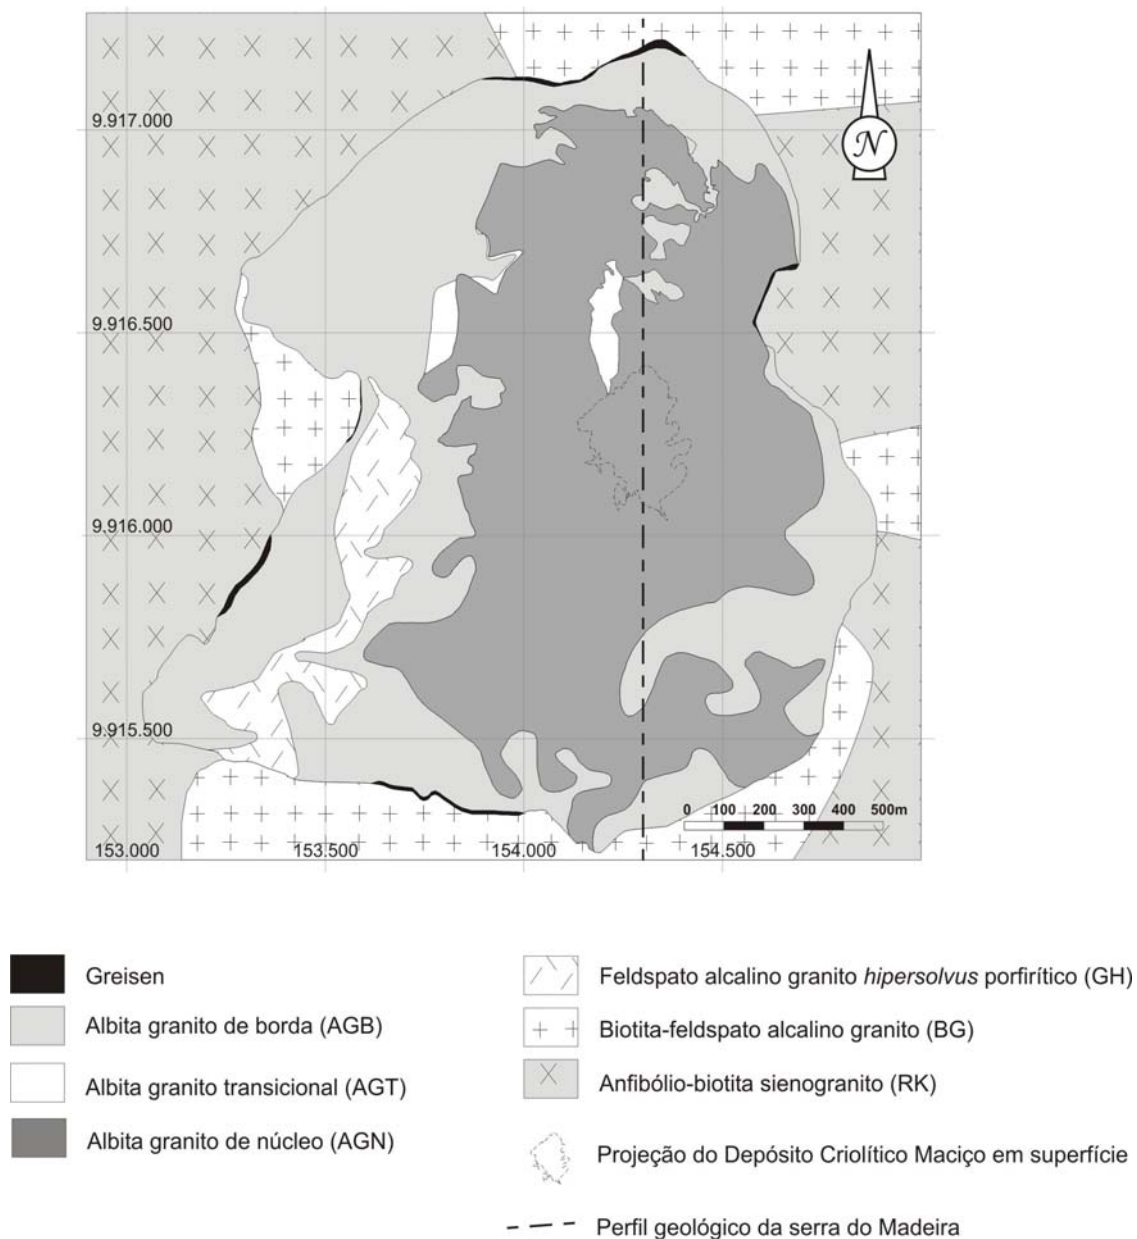 9.917.000
N
9.916.500
9.916.000
9.915.500
0 100 200 300 400 500m
153.000 153.500 154.000 154.500
Greisen
Albita granito de borda (AGB)
Albita granito transicional (AGT)
Albita granito de núcleo (AGN)
Feldspato alcalino granito hipersolvus porfirítico (GH)
Biotita-feldspato alcalino granito (BG)
Anfibólio-biotita sienogranito (RK)
Projeção do Depósito Criolítico Maciço em superfície
Perfil geológico da serra do Madeira